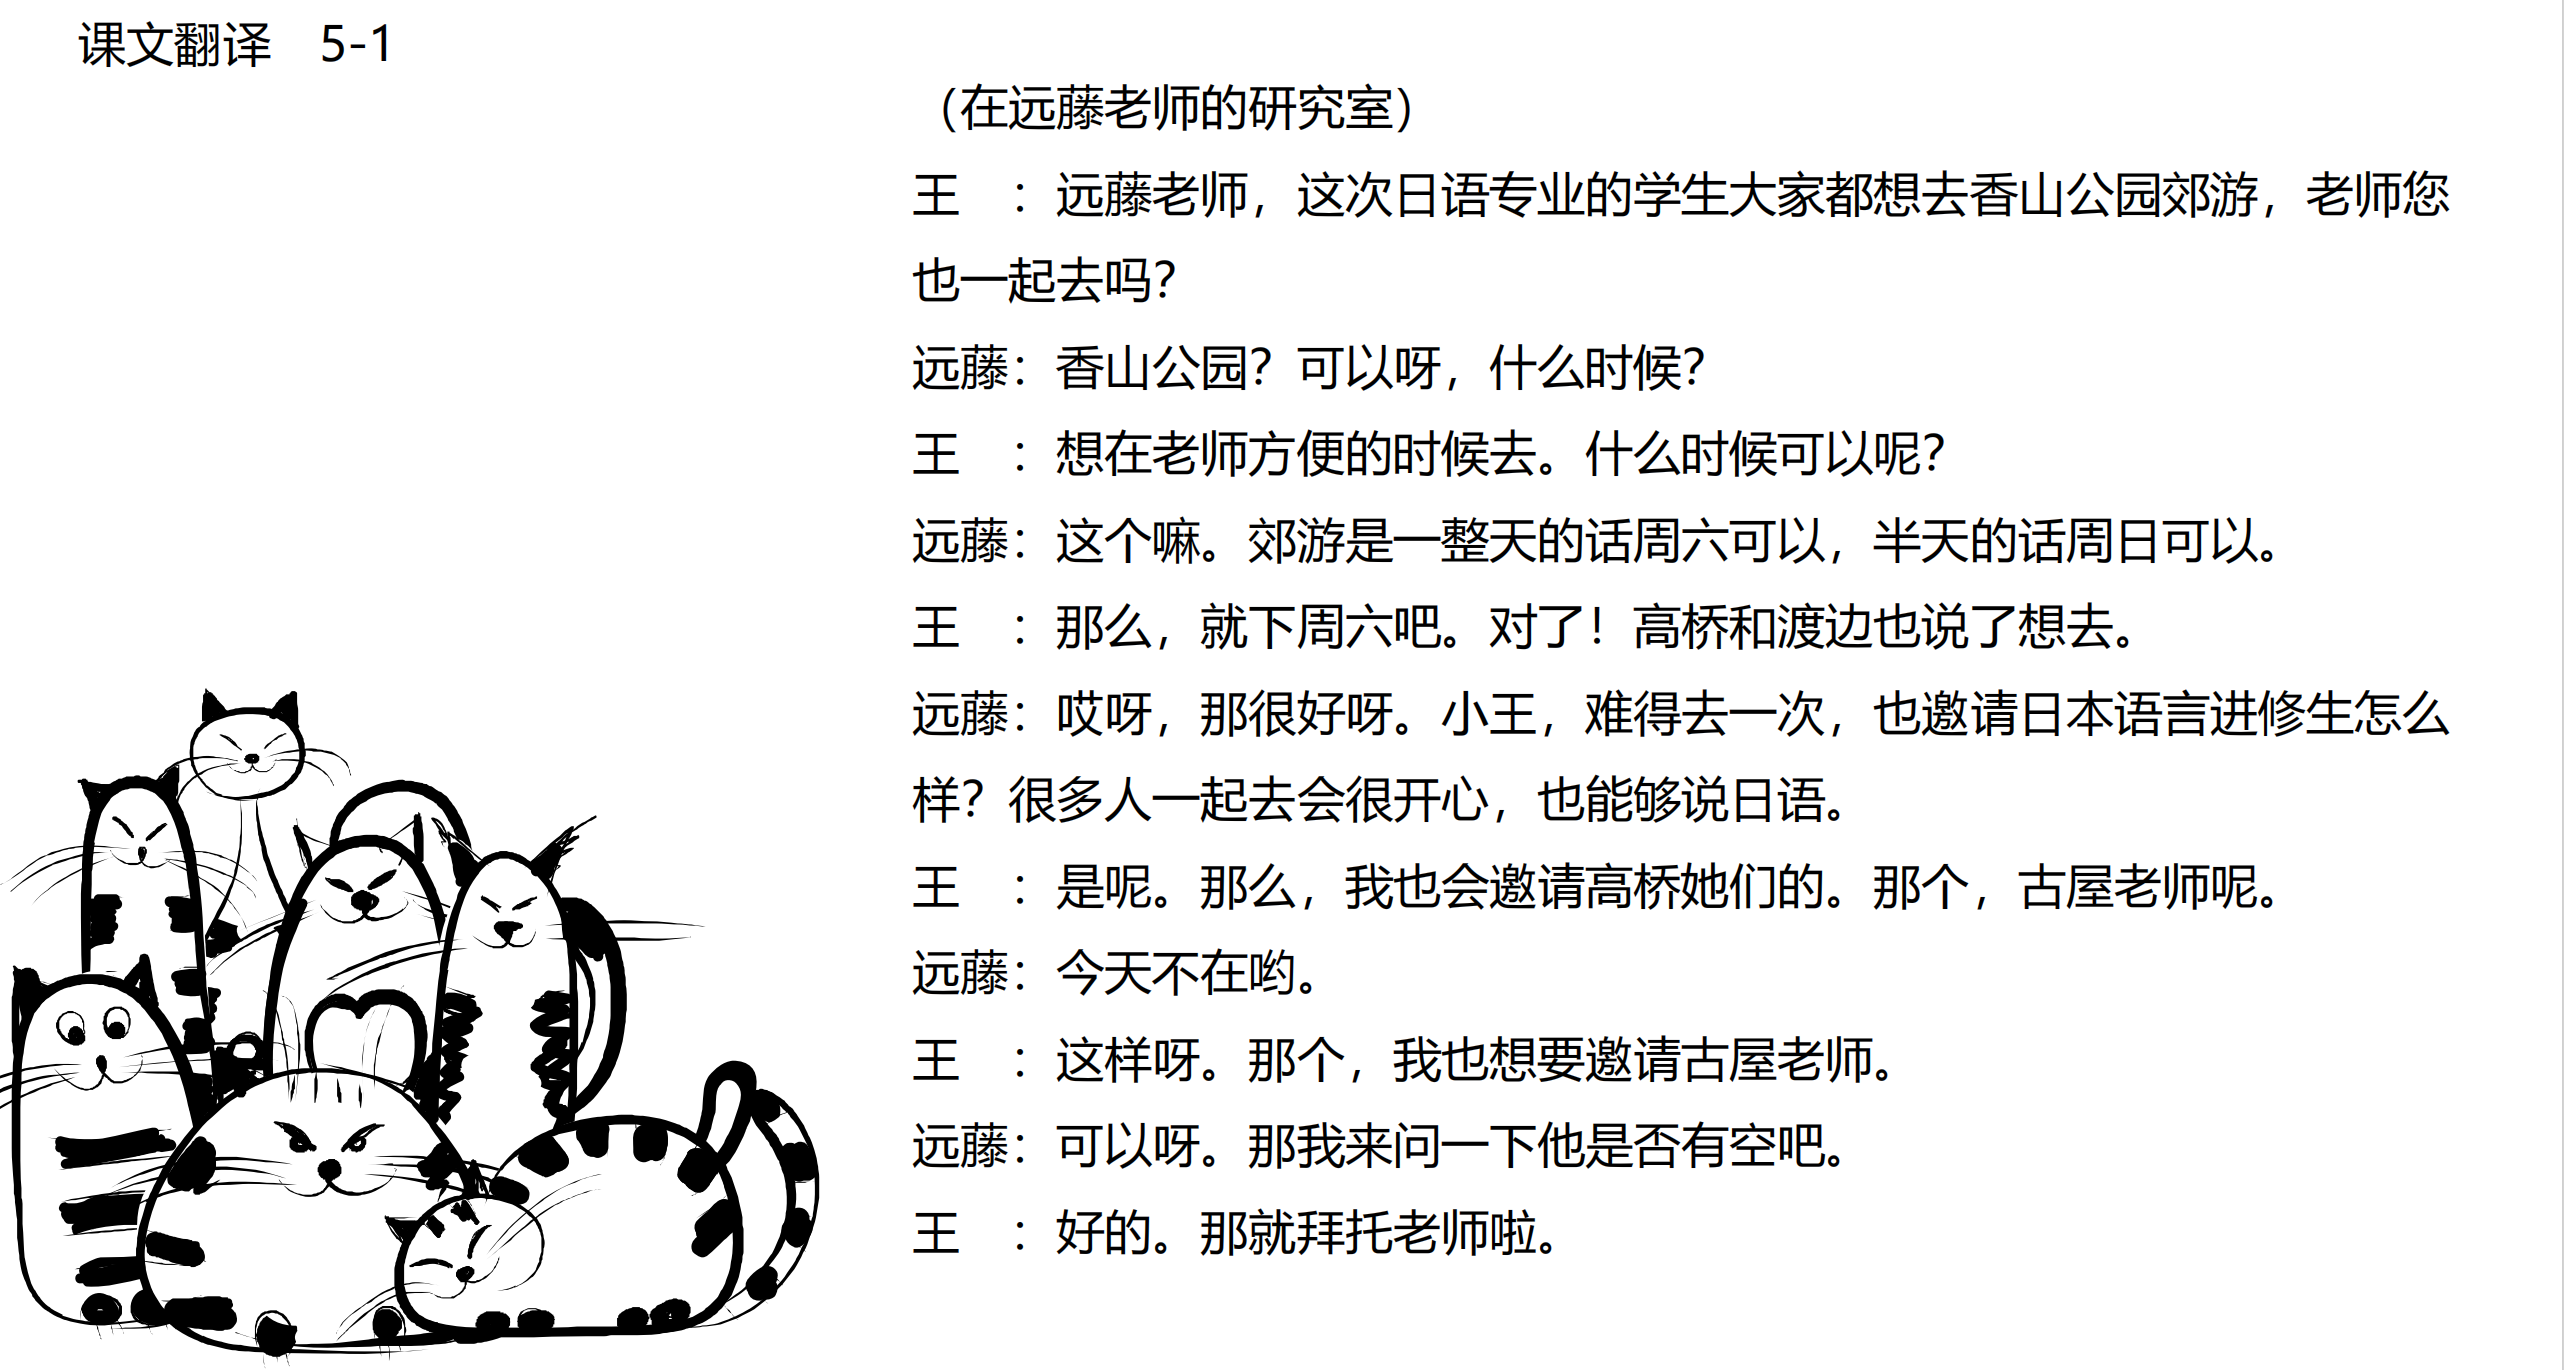 课文翻译　5-1
（在远藤老师的研究室）
王　：远藤老师，这次日语专业的学生大家都想去香山公园郊游，老师您
也一起去吗？
远藤：香山公园？可以呀，什么时候？
王　：想在老师方便的时候去。什么时候可以呢？
远藤：这个嘛。郊游是一整天的话周六可以，半天的话周日可以。
王　：那么，就下周六吧。对了！高桥和渡边也说了想去。
远藤：哎呀，那很好呀。小王，难得去一次，也邀请日本语言进修生怎么
样？很多人一起去会很开心，也能够说日语。
王　：是呢。那么，我也会邀请高桥她们的。那个，古屋老师呢。
远藤：今天不在哟。
王　：这样呀。那个，我也想要邀请古屋老师。
远藤：可以呀。那我来问一下他是否有空吧。
王　：好的。那就拜托老师啦。